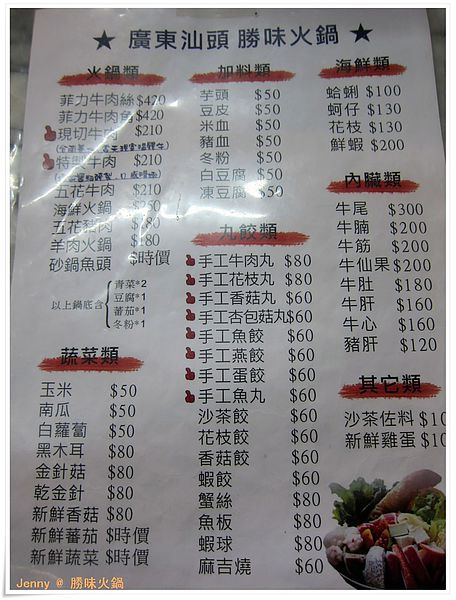 ★ 廣東汕頭 勝味火鍋 ★
火鍋類
菲力牛肉絲 $420
菲力牛肉角 $420
現切牛肉 $210
特製牛肉 $210
五花牛肉 $210
海鮮火鍋 $250
五花豬肉
羊肉火鍋 $180
砂鍋魚頭 $時價
以上鍋底含
青菜*2
豆腐*1
蕃茄*1
冬粉*1
蔬菜類
玉米 $50
南瓜 $50
白蘿蔔 $50
黑木耳 $80
金針菇 $80
乾金針 $80
新鮮香菇 $80
新鮮蕃茄 $時價
新鮮蔬菜 $時價
加料類
芋頭 $50
豆皮 $50
米血 $50
豬血 $50
冬粉 $50
白豆腐 $50
凍豆腐 $50
丸餃類
手工牛肉丸 $80
手工花枝丸 $80
手工香菇丸 $60
手工杏包菇丸 $60
手工魚餃 $60
手工燕餃 $60
手工蛋餃 $60
手工魚丸 $60
沙茶餃 $60
花枝餃 $60
香菇餃 $60
蝦餃 $60
蟹絲 $60
魚板 $60
蝦球 $60
麻吉燒 $60
海鮮類
蛤蜊 $100
蚵仔 $130
花枝 $130
鮮蝦 $200
內臟類
牛尾 $300
牛腩 $200
牛筋 $200
牛仙果 $200
牛肚 $180
牛肝 $160
牛心 $160
豬肝 $120
其它類
沙茶佐料 $10
新鮮雞蛋 $10
Jenny @ 勝味火鍋